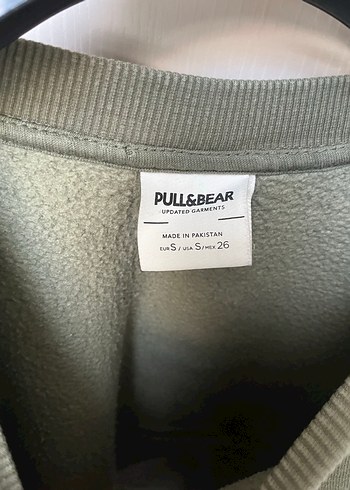 PULL&BEAR
UPDATED GARMENTS
MADE IN PAKISTAN
EUR S / USA S / MEX 26